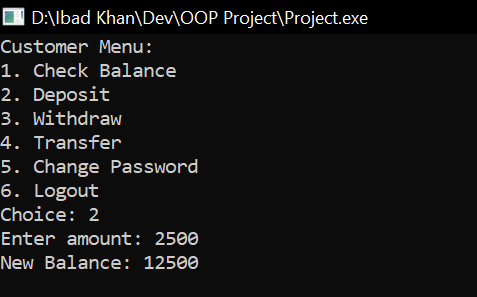 D:\Ibad Khan\Dev\OOP Project\Project.exe
Customer Menu:
1. Check Balance
2. Deposit
3. Withdraw
4. Transfer
5. Change Password
6. Logout
Choice: 2
Enter amount: 2500
New Balance: 12500